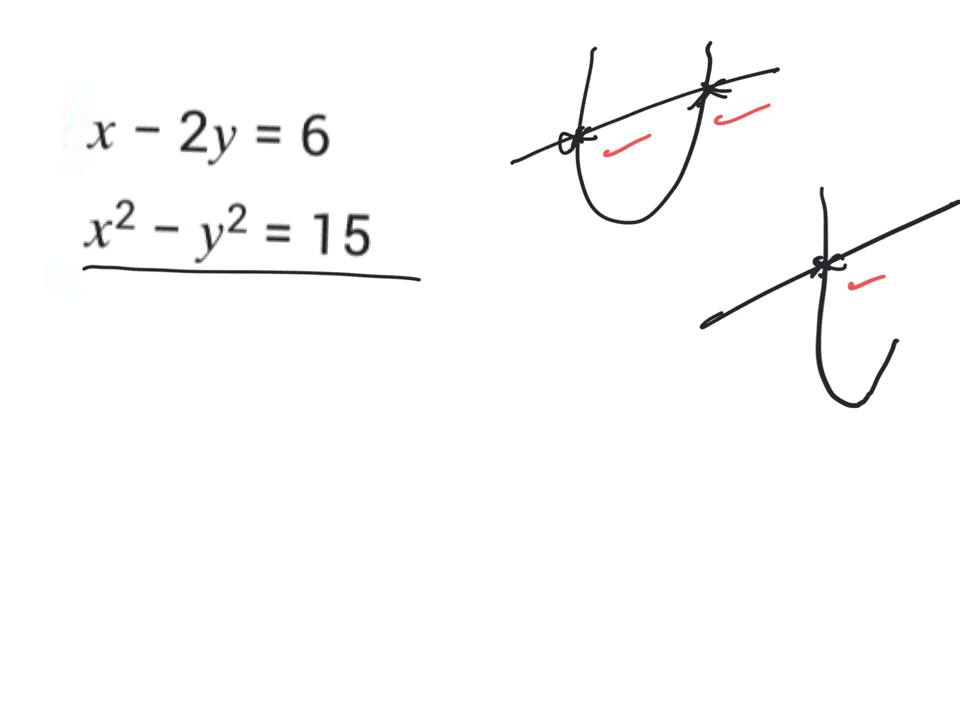 x − 2y = 6
x² − y² = 15